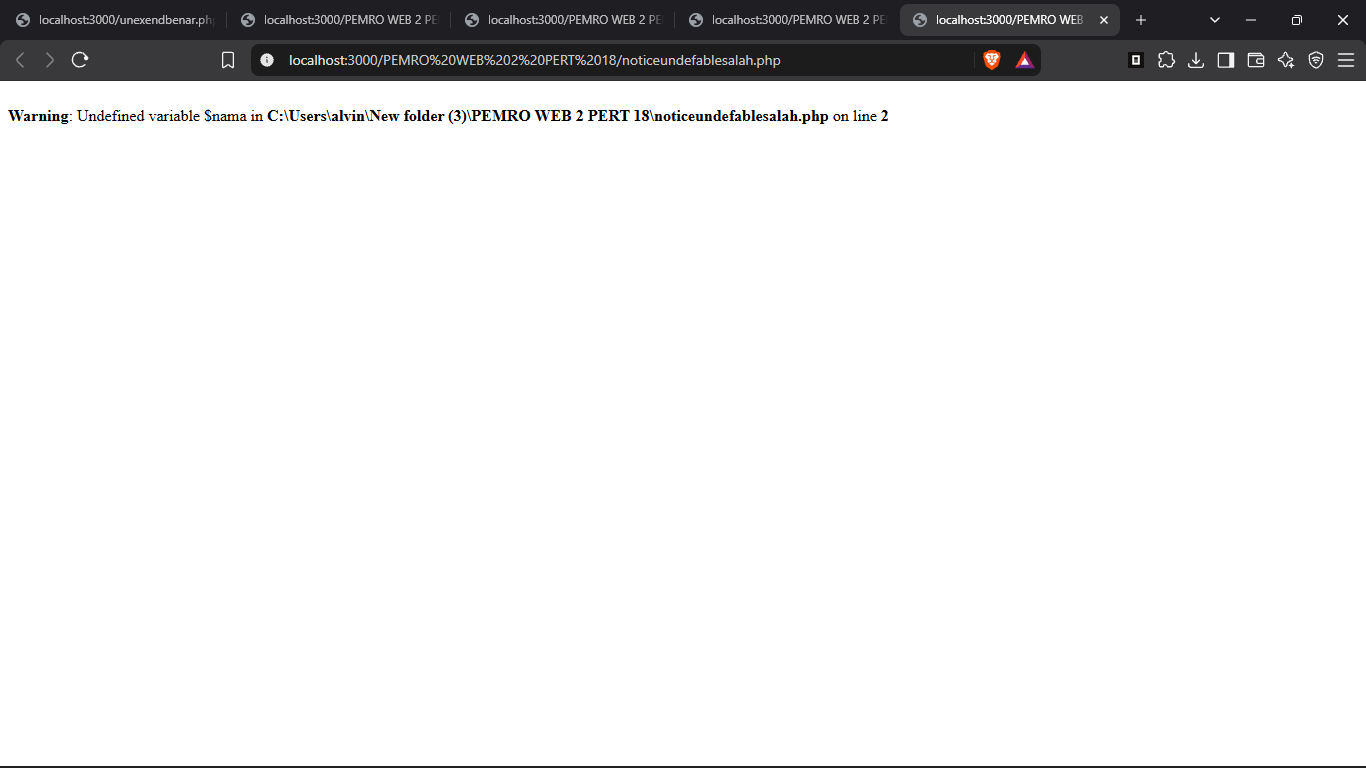 localhost:3000/unexendbenar.ph
localhost:3000/PEMRO WEB 2 PE
localhost:3000/PEMRO WEB 2 PE
localhost:3000/PEMRO WEB 2 PE
localhost:3000/PEMRO WEB
localhost:3000/PEMRO%20WEB%202%20PERT%2018/noticeundefablesalah.php
Warning: Undefined variable $nama in C:\Users\alvin\New folder (3)\PEMRO WEB 2 PERT 18\noticeundefablesalah.php on line 2